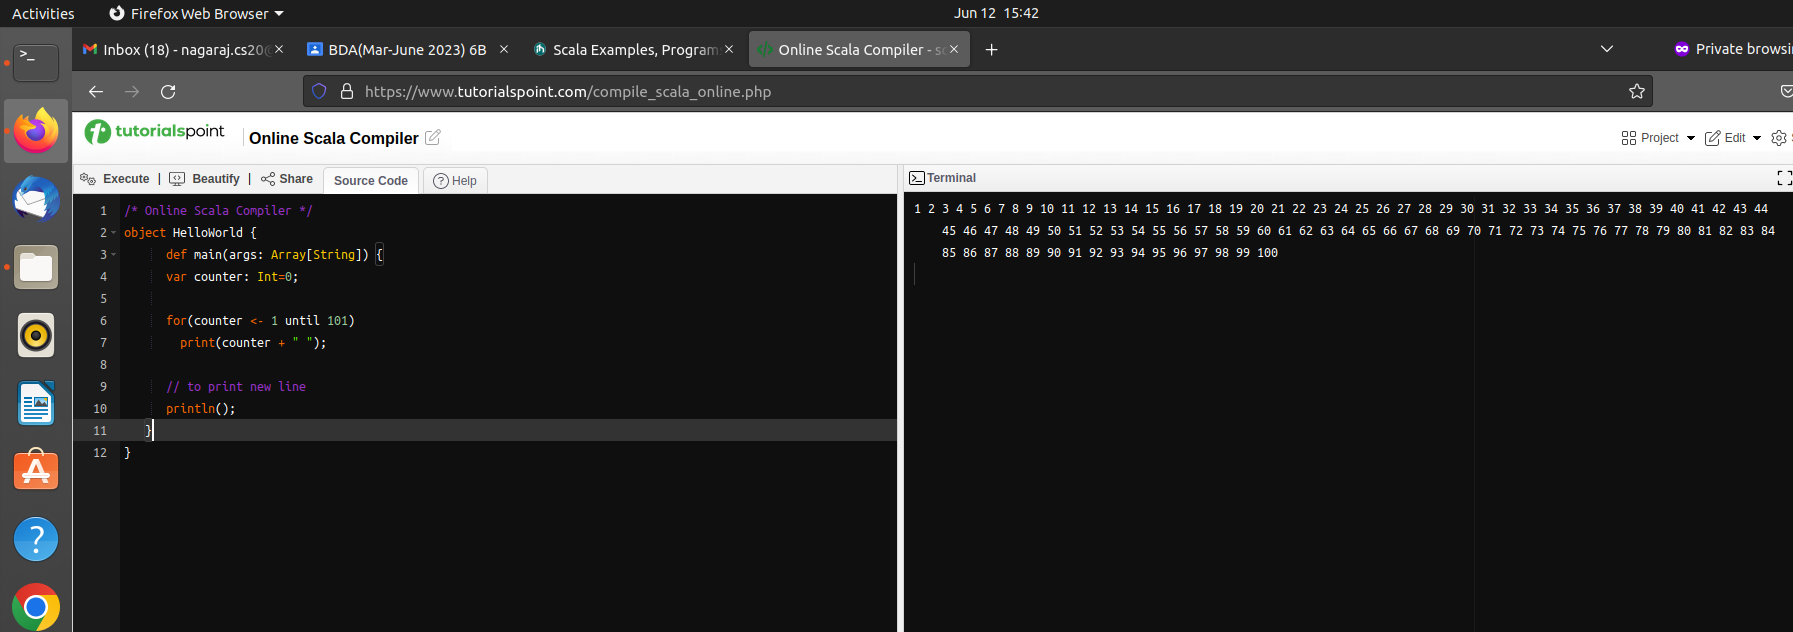 Activities Firefox Web Browser Jun 12 15:42
Inbox (18) - nagaraj.cs20@ BDA(Mar-June 2023) 6B Scala Examples, Program Online Scala Compiler - sc Private browsi
https://www.tutorialspoint.com/compile_scala_online.php
tutorialspoint Online Scala Compiler Project Edit
Execute | Beautify | Share Source Code Help Terminal
1 /* Online Scala Compiler */
2 object HelloWorld {
3 def main(args: Array[String]) {
4 var counter: Int=0;
5
6 for(counter <- 1 until 101)
7 print(counter + " ");
8
9 // to print new line
10 println();
11 }
12 }
1 2 3 4 5 6 7 8 9 10 11 12 13 14 15 16 17 18 19 20 21 22 23 24 25 26 27 28 29 30 31 32 33 34 35 36 37 38 39 40 41 42 43 44
45 46 47 48 49 50 51 52 53 54 55 56 57 58 59 60 61 62 63 64 65 66 67 68 69 70 71 72 73 74 75 76 77 78 79 80 81 82 83 84
85 86 87 88 89 90 91 92 93 94 95 96 97 98 99 100